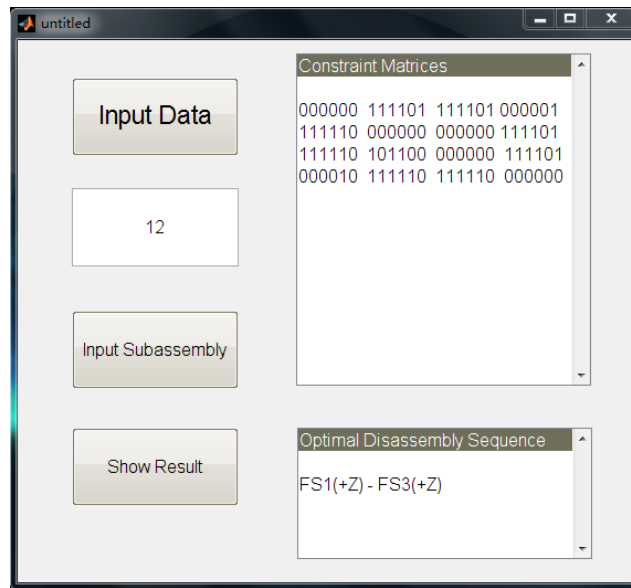 untitled
Input Data
12
Input Subassembly
Show Result
Constraint Matrices
000000 111101 111101 000001
111110 000000 000000 111101
111110 101100 000000 111101
000010 111110 111110 000000
Optimal Disassembly Sequence
FS1(+Z) - FS3(+Z)